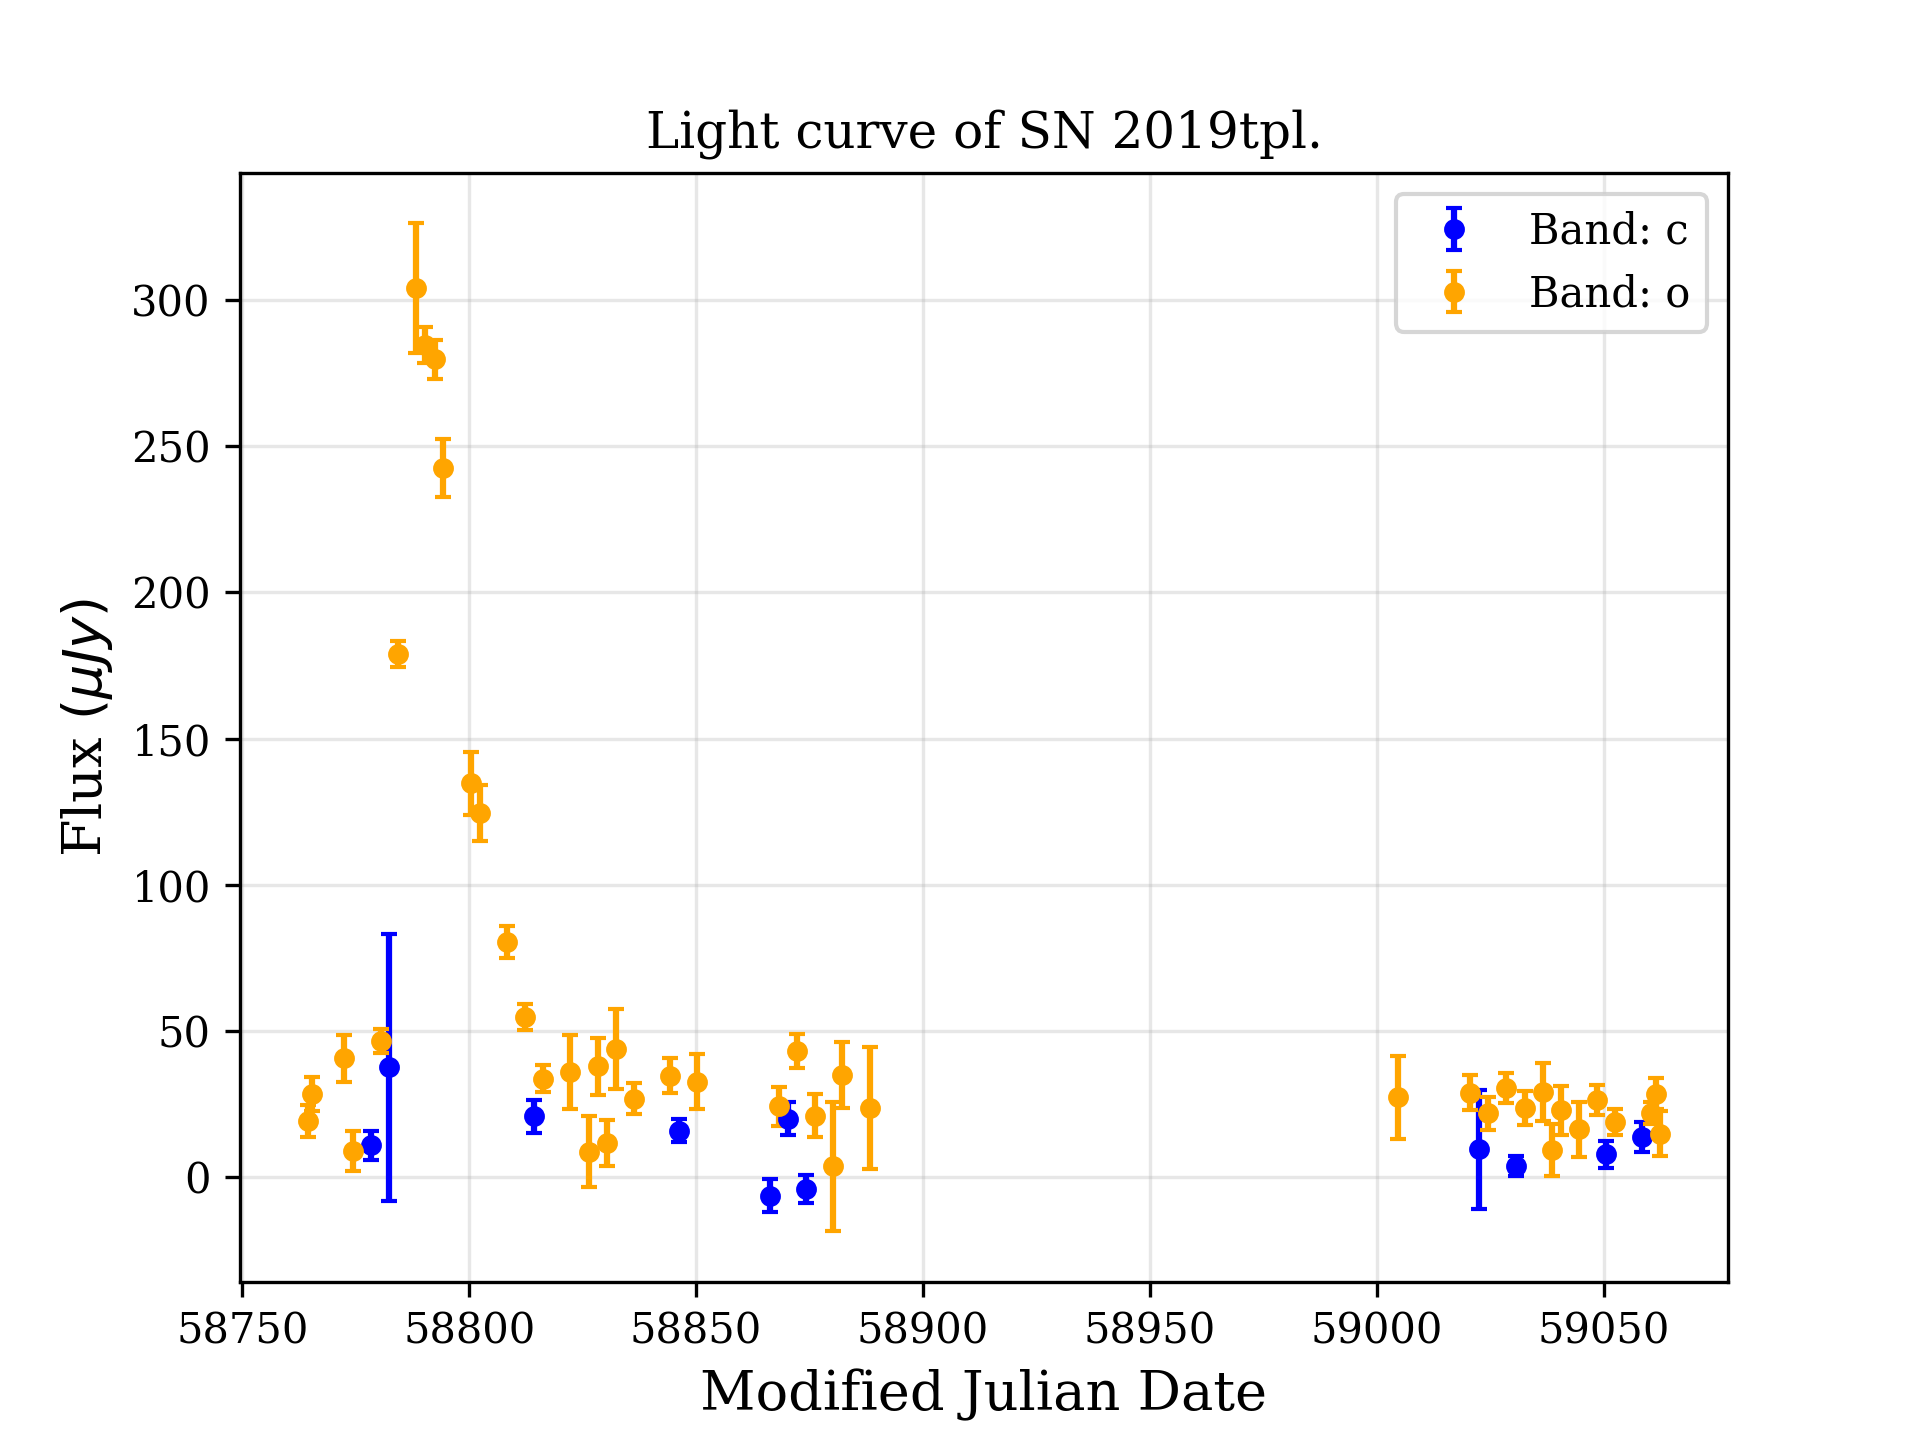 Light curve of SN 2019tpl.
Band: c
Band: o
300
250
200
150
100
50
0
Flux (μJy)
58750 58800 58850 58900 58950 59000 59050
Modified Julian Date